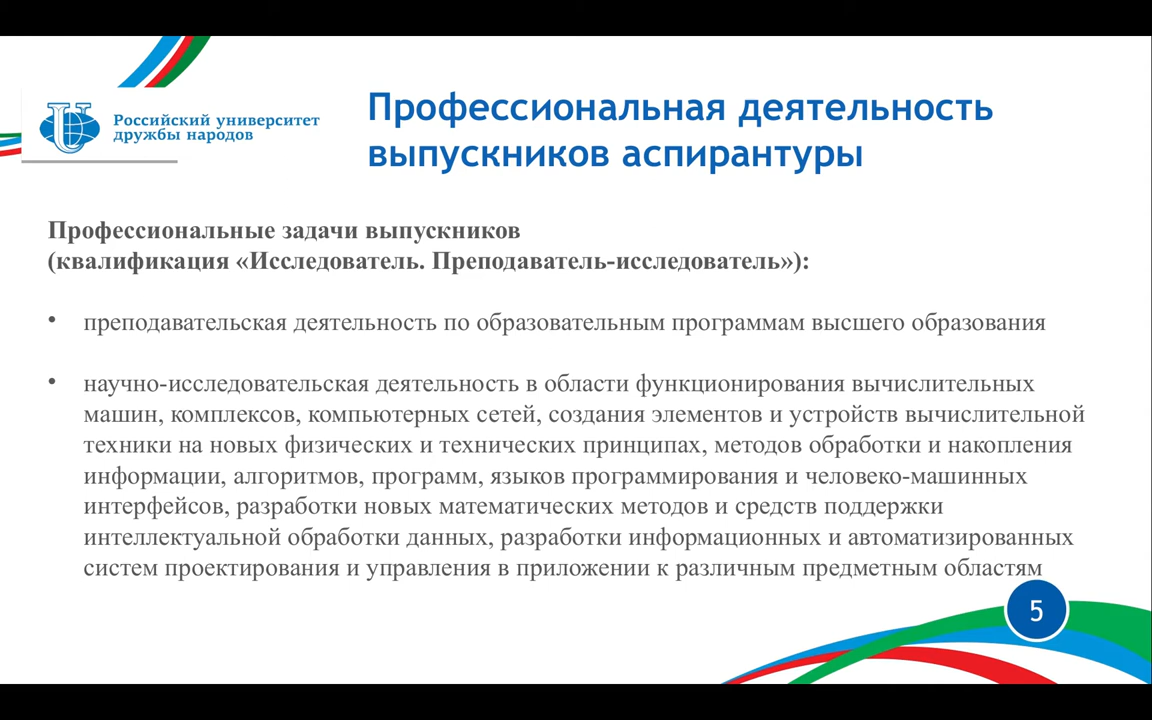 Российский университет
дружбы народов
Профессиональная деятельность
выпускников аспирантуры
Профессиональные задачи выпускников
(квалификация «Исследователь. Преподаватель-исследователь»):
• преподавательская деятельность по образовательным программам высшего образования
• научно-исследовательская деятельность в области функционирования вычислительных
машин, комплексов, компьютерных сетей, создания элементов и устройств вычислительной
техники на новых физических и технических принципах, методов обработки и накопления
информации, алгоритмов, программ, языков программирования и человеко-машинных
интерфейсов, разработки новых математических методов и средств поддержки
интеллектуальной обработки данных, разработки информационных и автоматизированных
систем проектирования и управления в приложении к различным предметным областям
5